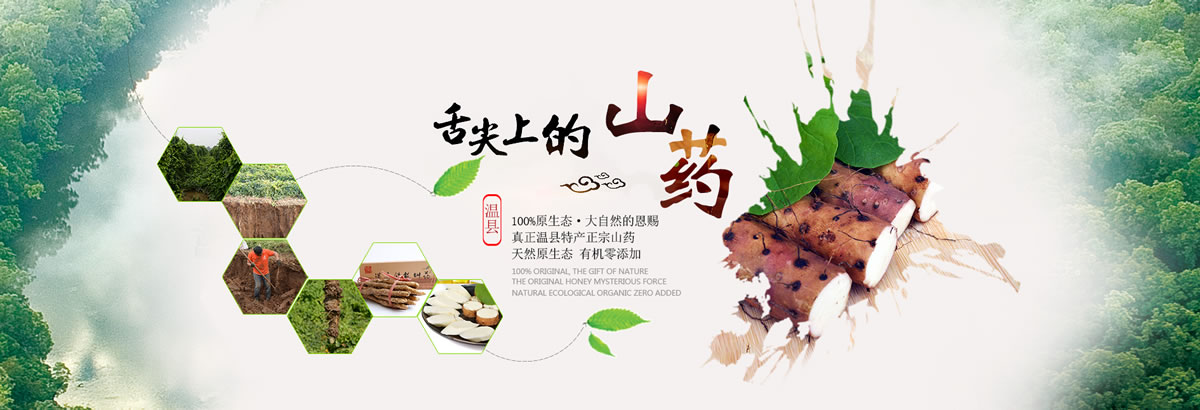 舌尖上的
山药
温县
100%原生态·大自然的恩赐
真正温县特产正宗山药
天然原生态 有机零添加
100% ORIGINAL, THE GIFT OF NATURE
THE ORIGINAL HONEY MYSTERIOUS FORCE
NATURAL ECOLOGICAL ORGANIC ZERO ADDED